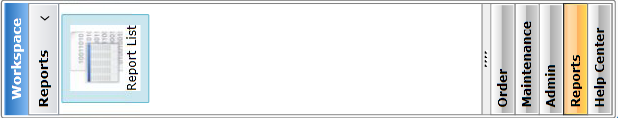 Workspace
Reports
Report List
Order
Maintenance
Admin
Reports
Help Center